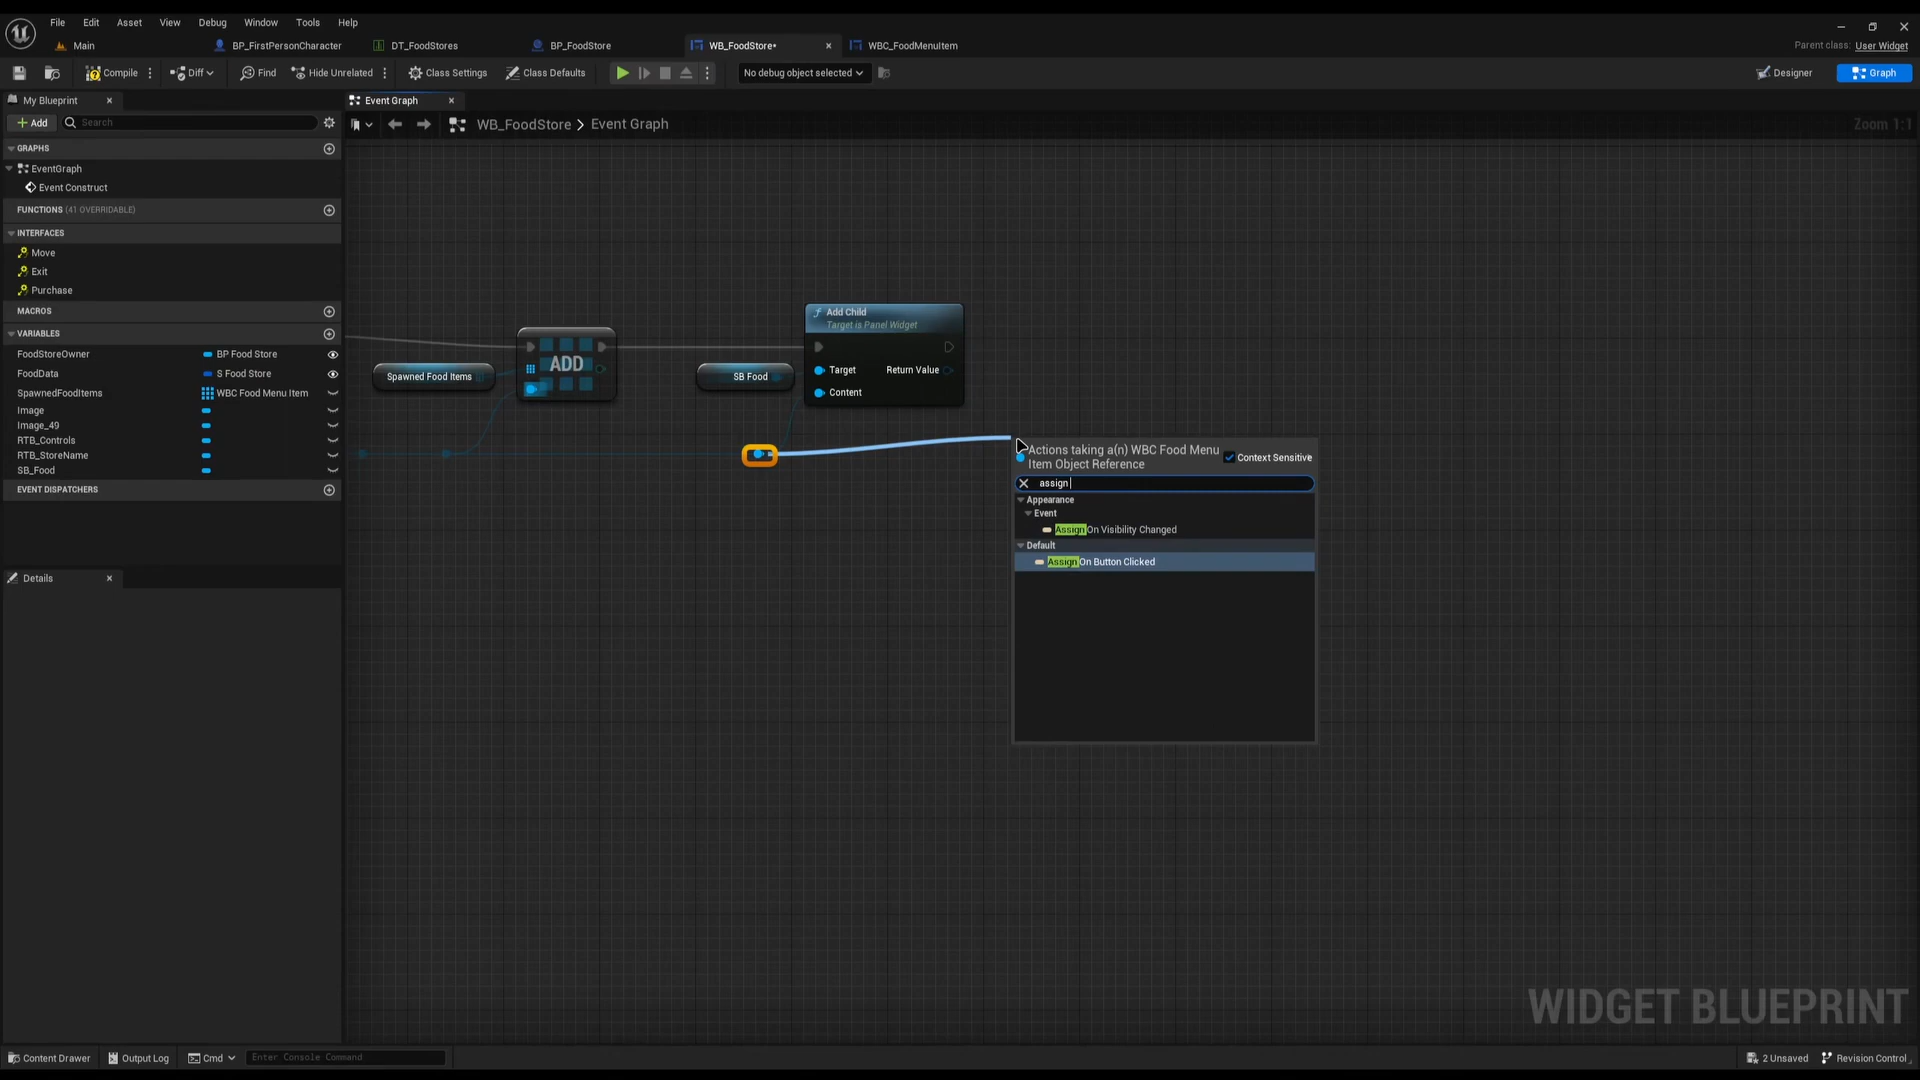 File Edit Asset View Debug Window Tools Help
Main BP_FirstPersonCharacter DT_FoodStores BP_FoodStore WB_FoodStore* WBC_FoodMenuItem
Parent class: User Widget
Compile Diff Find Hide Unrelated Class Settings Class Defaults No debug object selected Designer Graph
My Blueprint
Event Graph
Add Search
WB_FoodStore > Event Graph
Zoom 1:1
GRAPHS
EventGraph
Event Construct
FUNCTIONS (41 OVERRIDABLE)
INTERFACES
Move
Exit
Purchase
MACROS
VARIABLES
FoodStoreOwner BP Food Store
FoodData S Food Store
SpawnedFoodItems WBC Food Menu Item
Image
Image_49
RTB_Controls
RTB_StoreName
SB_Food
EVENT DISPATCHERS
Details
Spawned Food Items
ADD
SB Food
Add Child
Target is Panel Widget
Target Return Value
Content
Actions taking a(n) WBC Food Menu
Item Object Reference
Context Sensitive
assign
Appearance
Event
Assign On Visibility Changed
Default
Assign On Button Clicked
WIDGET BLUEPRINT
Content Drawer Output Log Cmd Enter Console Command 2 Unsaved Revision Control